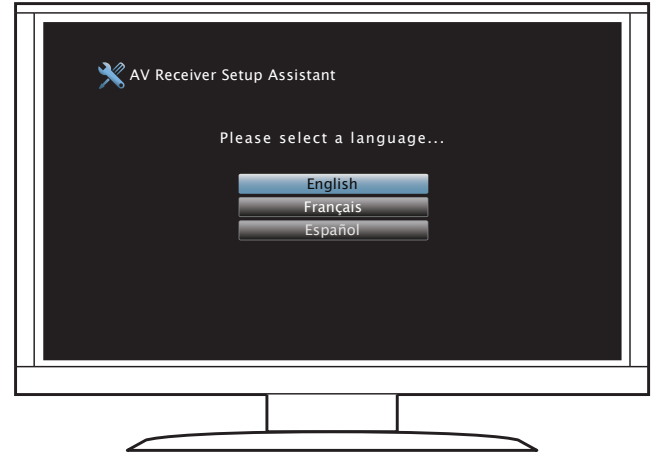 AV Receiver Setup Assistant
Please select a language...
English
Français
Español